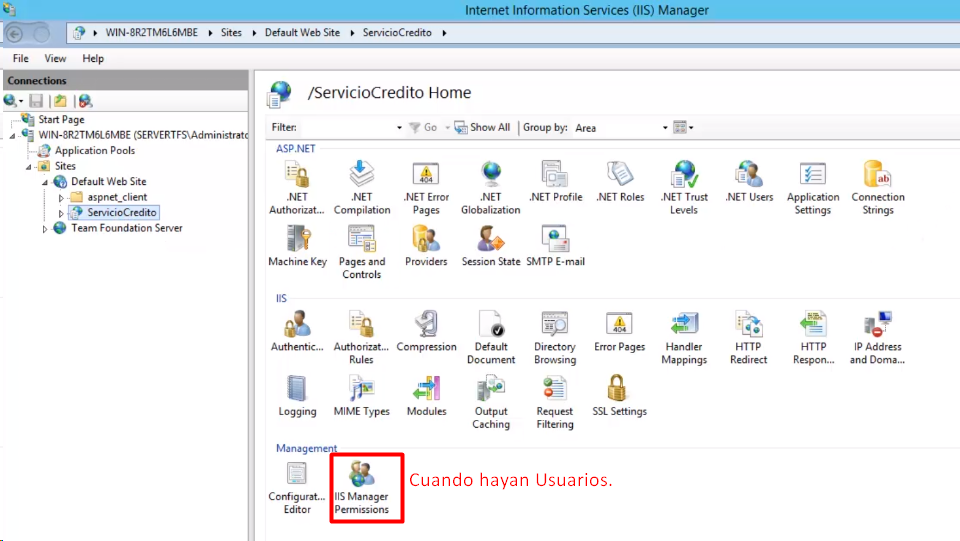 Internet Information Services (IIS) Manager
WIN-8R2TM6L6MBE Sites Default Web Site ServicioCredito
File View Help
Connections
Start Page
WIN-8R2TM6L6MBE (SERVERTFS\Administrato
Application Pools
Sites
Default Web Site
aspnet_client
ServicioCredito
Team Foundation Server
/ServicioCredito Home
Filter: Go Show All Group by: Area
ASP.NET
.NET Authorizat...
.NET Compilation
.NET Error Pages
.NET Globalization
.NET Profile
.NET Roles
.NET Trust Levels
.NET Users
Application Settings
Connection Strings
Machine Key
Pages and Controls
Providers
Session State
SMTP E-mail
IIS
Authentic...
Authorizat... Rules
Compression
Default Document
Directory Browsing
Error Pages
Handler Mappings
HTTP Redirect
HTTP Respon...
IP Address and Doma...
Logging
MIME Types
Modules
Output Caching
Request Filtering
SSL Settings
Management
Configurat... Editor
IIS Manager Permissions
Cuando hayan Usuarios.